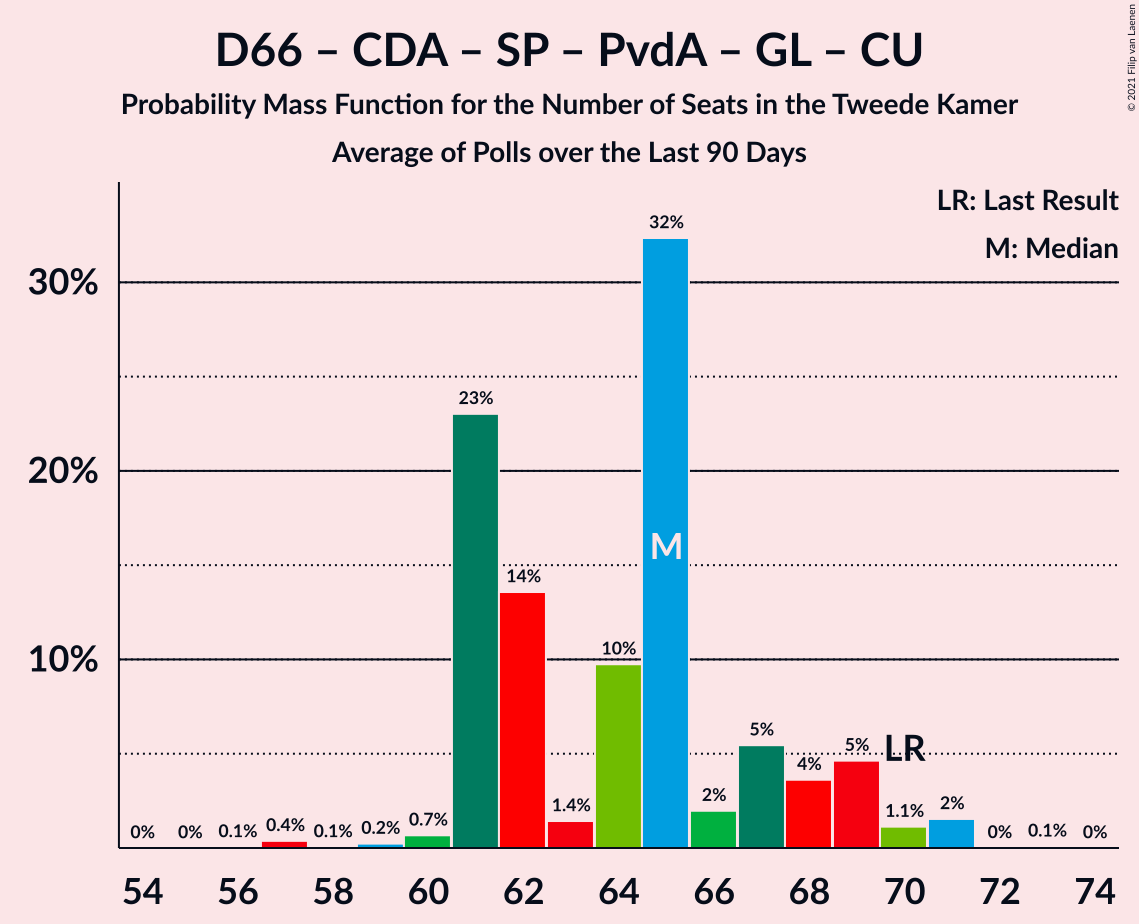 D66 – CDA – SP – PvdA – GL – CU
Probability Mass Function for the Number of Seats in the Tweede Kamer
Average of Polls over the Last 90 Days
© 2021 Filip van Laenen
LR: Last Result
M: Median
30%
20%
10%
0% 0% 0.1% 0.4% 0.1% 0.2% 0.7% 23% 14% 1.4% 10% 32% 2% 5% 4% 5% 1.1% 2% 0% 0.1% 0%
M
LR
54 56 58 60 62 64 66 68 70 72 74